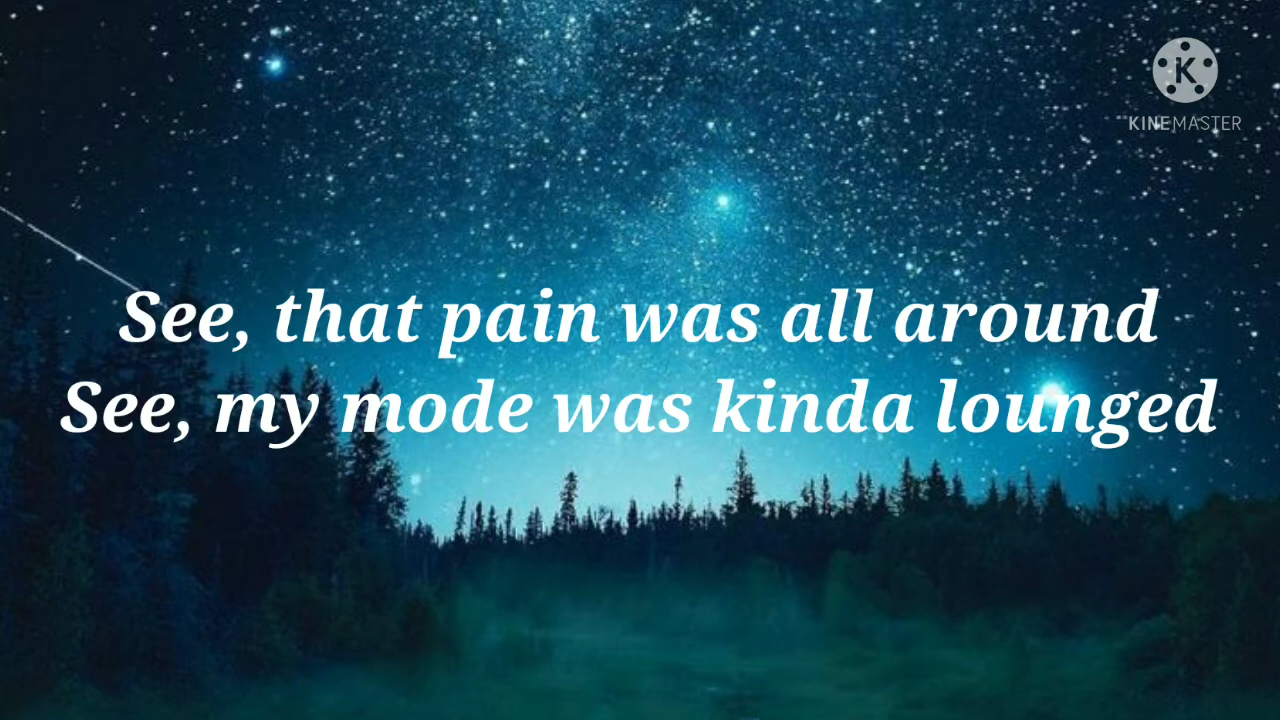 K
KINEMASTER
See, that pain was all around
See, my mode was kinda lounged